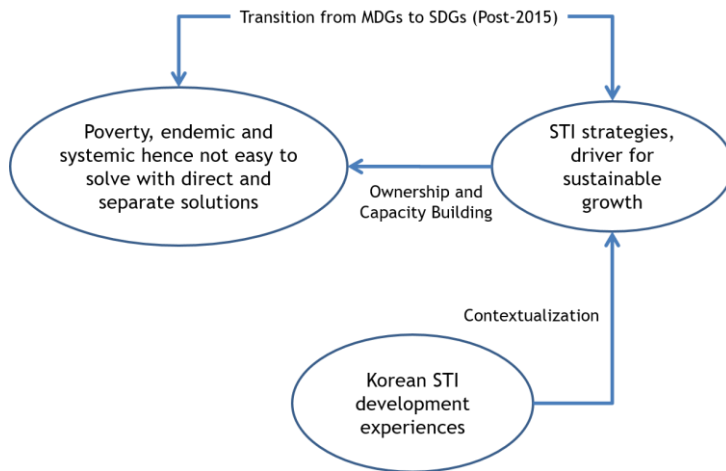 Transition from MDGs to SDGs (Post-2015)
Poverty, endemic and
systemic hence not easy to
solve with direct and
separate solutions
STI strategies,
driver for
sustainable
growth
Ownership and
Capacity Building
Contextualization
Korean STI
development
experiences